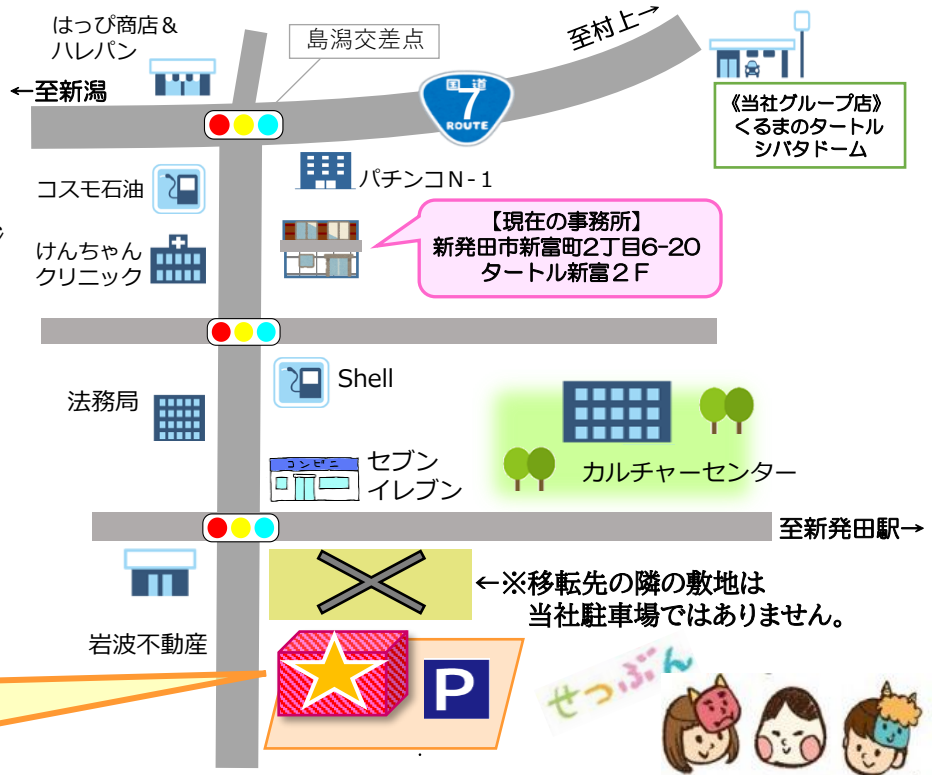 はっぴ商店＆
ハレパン
島潟交差点
至村上→
←至新潟
国道
7
ROUTE
《当社グループ店》
くるまのタートル
シバタドーム
コスモ石油
パチンコN-1
【現在の事務所】
新発田市新富町2丁目6-20
タートル新富２Ｆ
けんちゃん
クリニック
Shell
法務局
コンビニ
セブン
イレブン
カルチャーセンター
至新発田駅→
←※移転先の隣の敷地は
当社駐車場ではありません。
岩波不動産
P
せつぶん